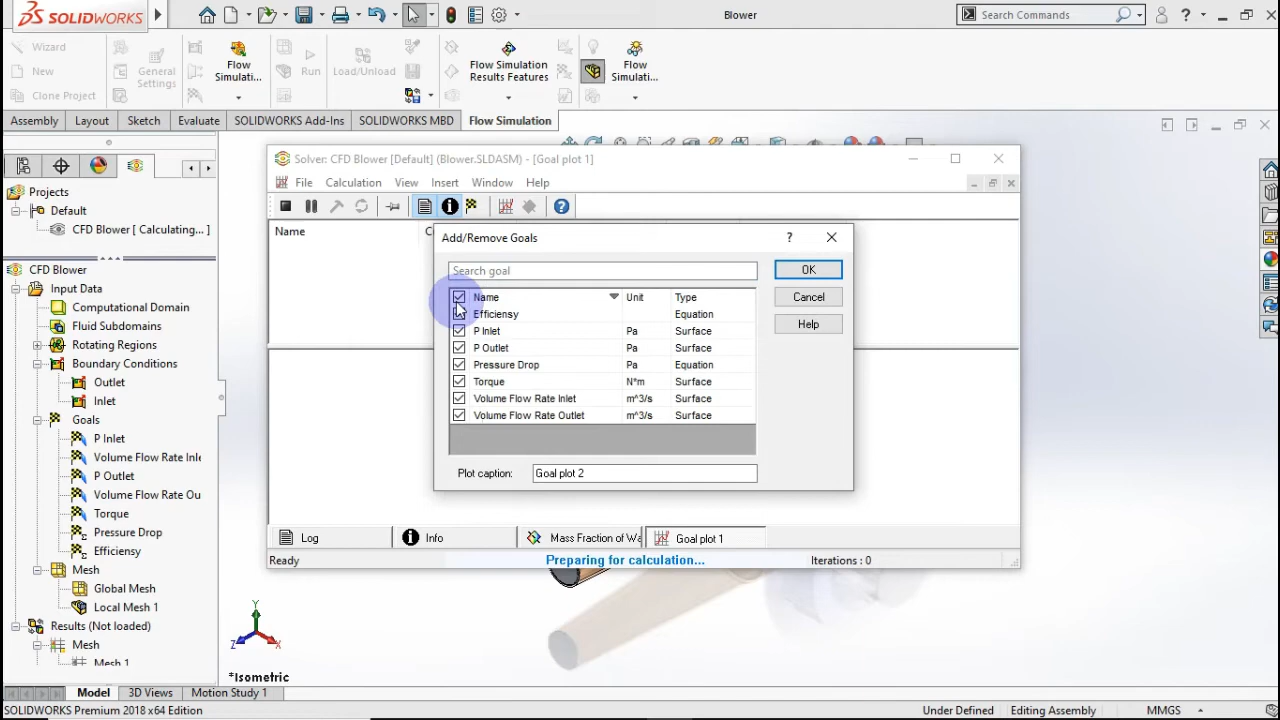 SOLIDWORKS
Blower
Search Commands
Wizard
New
Clone Project
General
Settings
Flow
Simulati...
Run
Load/Unload
Flow Simulation
Results Features
Flow
Simulati...
Assembly
Layout
Sketch
Evaluate
SOLIDWORKS Add-Ins
SOLIDWORKS MBD
Flow Simulation
Projects
Default
CFD Blower [ Calculating... ]
CFD Blower
Input Data
Computational Domain
Fluid Subdomains
Rotating Regions
Boundary Conditions
Outlet
Inlet
Goals
P Inlet
Volume Flow Rate Inle
P Outlet
Volume Flow Rate Ou
Torque
Pressure Drop
Efficiency
Mesh
Global Mesh
Local Mesh 1
Results (Not loaded)
Mesh
Mesh 1
Solver: CFD Blower [Default] (Blower.SLDASM) - [Goal plot 1]
File Calculation View Insert Window Help
Name
Add/Remove Goals
?
Search goal
OK
Cancel
Help
Name Unit Type
Efficiensy Equation
P Inlet Pa Surface
P Outlet Pa Surface
Pressure Drop Pa Equation
Torque N*m Surface
Volume Flow Rate Inlet m^3/s Surface
Volume Flow Rate Outlet m^3/s Surface
Plot caption: Goal plot 2
Log
Info
Mass Fraction of Wa
Goal plot 1
Ready
Preparing for calculation...
Iterations : 0
Y
Z
X
*Isometric
Model
3D Views
Motion Study 1
SOLIDWORKS Premium 2018 x64 Edition
Under Defined
Editing Assembly
MMGS